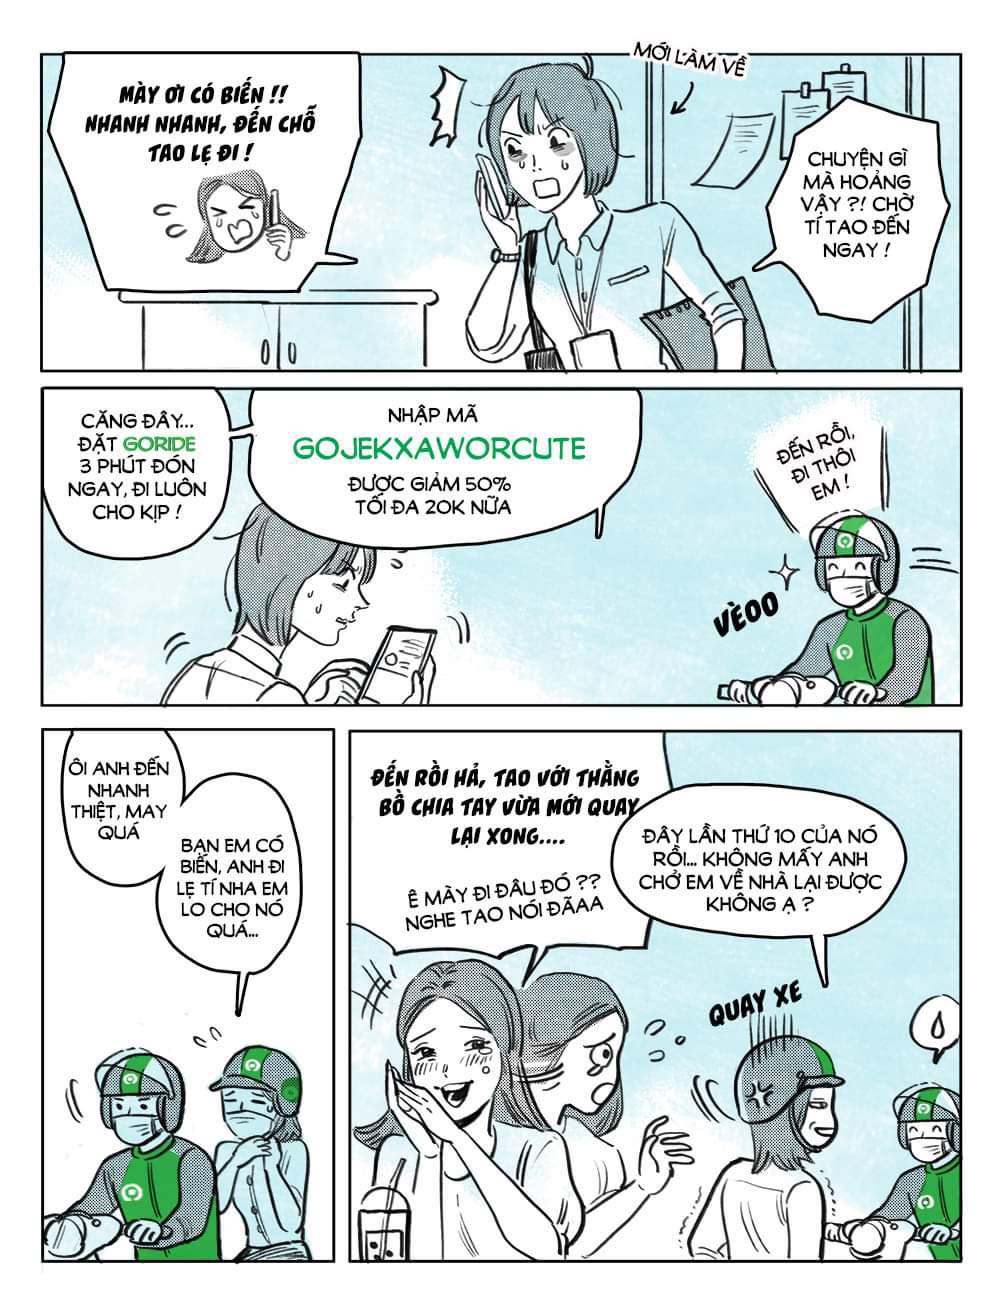 MỚI LÀM VỀ
MÀY ƠI CÓ BIẾN !!
NHANH NHANH, ĐẾN CHỖ
TAO LẸ ĐI !
CHUYỆN GÌ
MÀ HOẢNG
VẬY ?! CHỜ
TÍ TAO ĐẾN
NGAY !
CĂNG ĐÂY...
ĐẶT GORIDE
3 PHÚT ĐÓN
NGAY, ĐI LUÔN
CHO KỊP !
NHẬP MÃ
GOJEKXAWORCUTE
ĐƯỢC GIẢM 50%
TỐI ĐA 20K NỮA
ĐẾN RỒI,
ĐI THÔI
EM !
VÈOO
ÔI ANH ĐẾN
NHANH
THIỆT, MAY
QUÁ
BẠN EM CÓ
BIẾN, ANH ĐI
LẸ TÍ NHA EM
LO CHO NÓ
QUÁ...
ĐẾN RỒI HẢ, TAO VỚI THẰNG
BỒ CHIA TAY VỪA MỚI QUAY
LẠI XONG....
Ê MÀY ĐI ĐÂU ĐÓ ??
NGHE TAO NÓI ĐÃAA
ĐÂY LẦN THỨ 10 CỦA NÓ
RỒI... KHÔNG MẤY ANH
CHỞ EM VỀ NHÀ LẠI ĐƯỢC
KHÔNG Ạ ?
QUAY XE